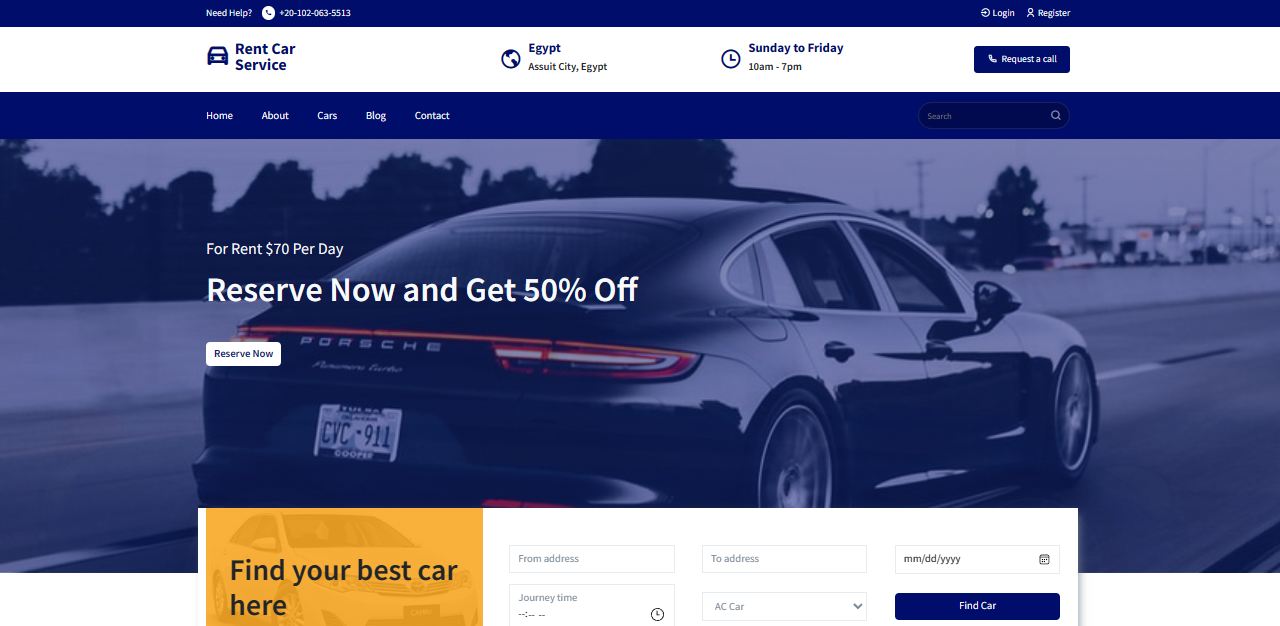 Need Help? +20-102-063-5513
Login Register
Rent Car
Service
Egypt
Assuit City, Egypt
Sunday to Friday
10am - 7pm
Request a call
Home About Cars Blog Contact
Search
For Rent $70 Per Day
Reserve Now and Get 50% Off
Reserve Now
PORSCHE
Panamera Turbo
TULSA
OKLAHOMA
CVC-911
COOPER
Find your best car
here
From address
To address
mm/dd/yyyy
Journey time
--:-- --
AC Car
Find Car